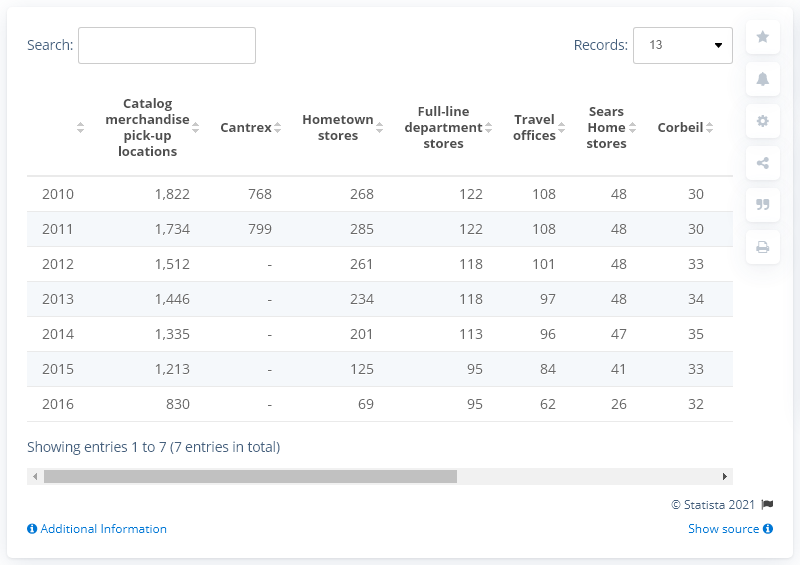 Search:
Records: 13
Catalog merchandise pick-up locations Cantrex Hometown stores Full-line department stores Travel offices Sears Home stores Corbeil
2010 1,822 768 268 122 108 48 30
2011 1,734 799 285 122 108 48 30
2012 1,512 - 261 118 101 48 33
2013 1,446 - 234 118 97 48 34
2014 1,335 - 201 113 96 47 35
2015 1,213 - 125 95 84 41 33
2016 830 - 69 95 62 26 32
Showing entries 1 to 7 (7 entries in total)
© Statista 2021
Additional Information Show source